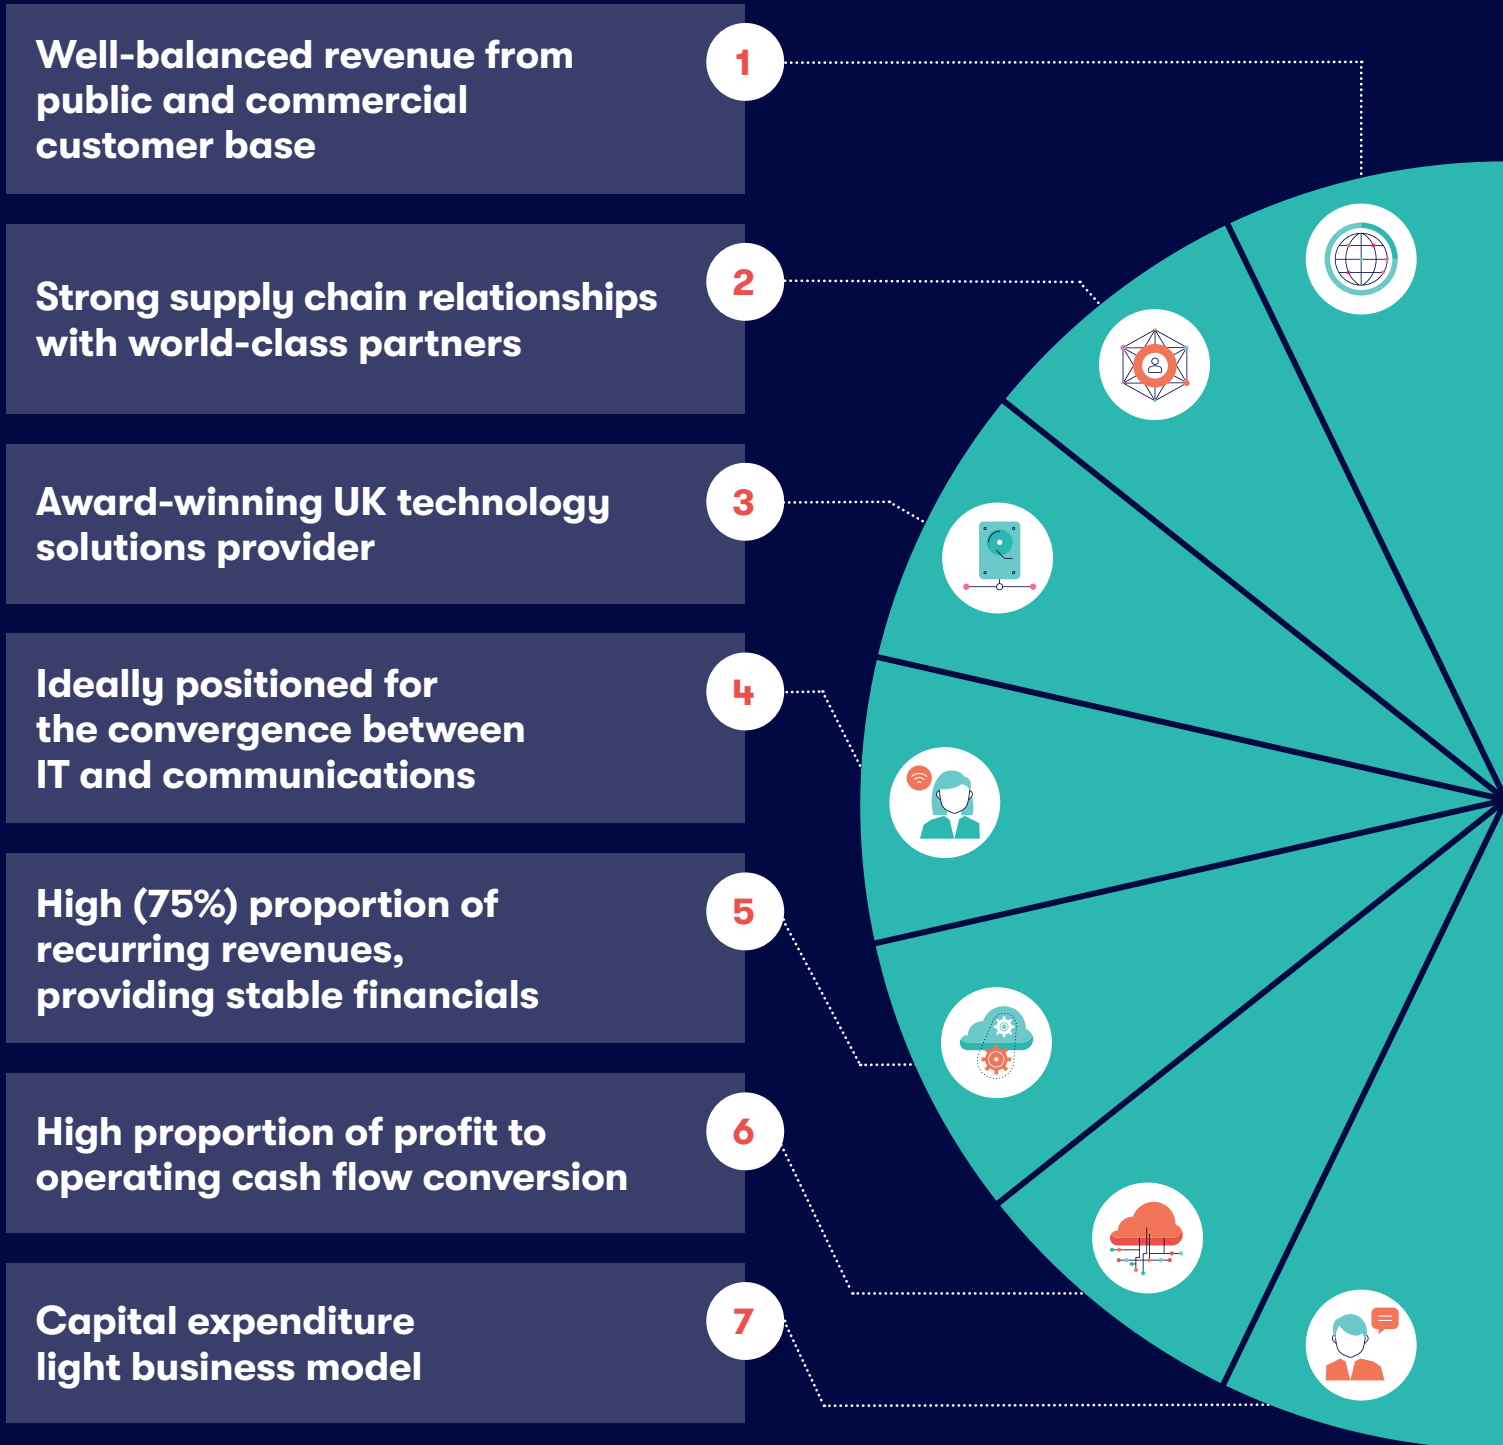 Well-balanced revenue from
public and commercial
customer base
1
Strong supply chain relationships
with world-class partners
2
Award-winning UK technology
solutions provider
3
Ideally positioned for
the convergence between
IT and communications
4
High (75%) proportion of
recurring revenues,
providing stable financials
5
High proportion of profit to
operating cash flow conversion
6
Capital expenditure
light business model
7